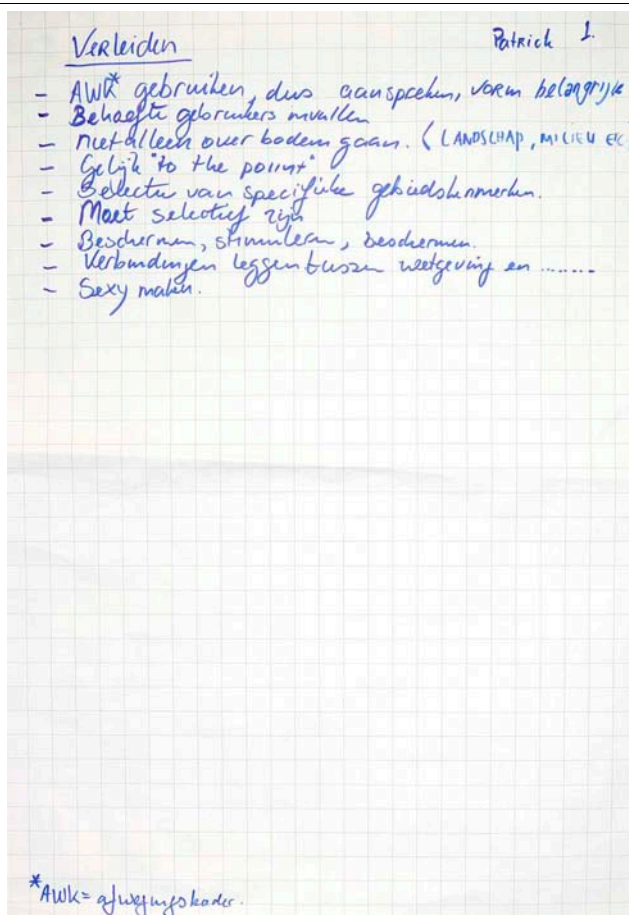 Verleiden
Patrick 1.
- AWK* gebruiken, dus aanspreken, vorm belangrijk
- Behoefte gebruikers invullen
- niet alleen over bodem gaan. (LANDSCHAP, MILIEU etc
- Gelijk "to the point"
- Selectie van specifieke gebiedskenmerken.
- Moet selectief zijn
- Beschermen, stimuleren, beschermen.
- Verbindingen leggen tussen wetgeving en .......
- Sexy maken.
*AWK = afwegingskader.